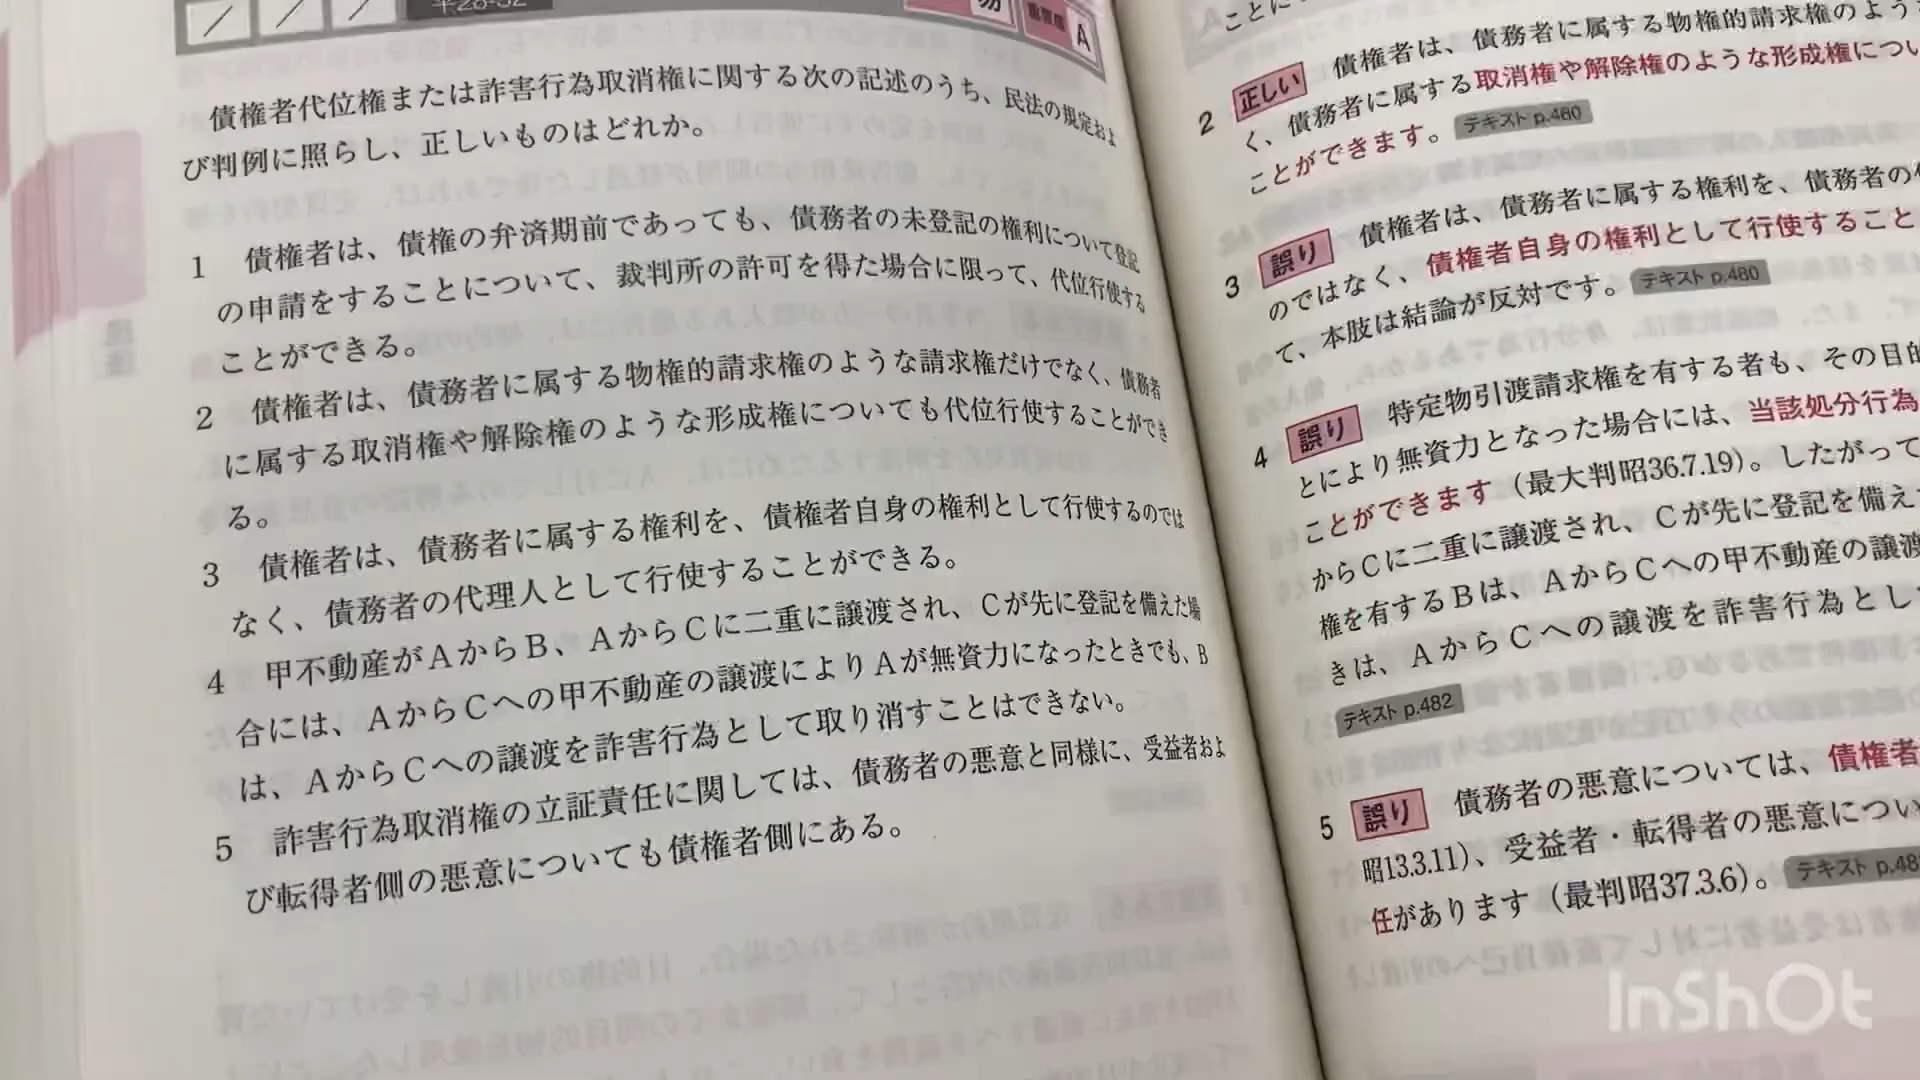 平28-32
易
重要度
A
債権者代位権または詐害行為取消権に関する次の記述のうち、民法の規定およ
び判例に照らし、正しいものはどれか。
1 債権者は、債権の弁済期前であっても、債務者の未登記の権利について登記
の申請をすることについて、裁判所の許可を得た場合に限って、代位行使する
ことができる。
2 債権者は、債務者に属する物権的請求権のような請求権だけでなく、債務者
に属する取消権や解除権のような形成権についても代位行使することができ
る。
3 債権者は、債務者に属する権利を、債権者自身の権利として行使するのでは
なく、債務者の代理人として行使することができる。
4 甲不動産がAからB、AからCに二重に譲渡され、Cが先に登記を備えた場
合には、AからCへの甲不動産の譲渡によりAが無資力になったときでも、B
は、AからCへの譲渡を詐害行為として取り消すことはできない。
5 詐害行為取消権の立証責任に関しては、債務者の悪意と同様に、受益者およ
び転得者側の悪意についても債権者側にある。
ことに
2 正しい 債権者は、債務者に属する物権的請求権のよう
く、債務者に属する取消権や解除権のような形成権につい
ことができます。 テキスト p.480
3 誤り 債権者は、債務者に属する権利を、債務者の
のではなく、債権者自身の権利として行使すること
て、本肢は結論が反対です。 テキスト p.480
4 誤り 特定物引渡請求権を有する者も、その目的
とにより無資力となった場合には、当該処分行為
ことができます（最大判昭36.7.19）。したがって
からCに二重に譲渡され、Cが先に登記を備え
権を有するBは、AからCへの甲不動産の譲渡
きは、AからCへの譲渡を詐害行為とし
テキスト p.482
5 誤り 債務者の悪意については、債権者
昭13.3.11）、受益者・転得者の悪意につい
任があります（最判昭37.3.6）。 テキスト p.48
InShOt